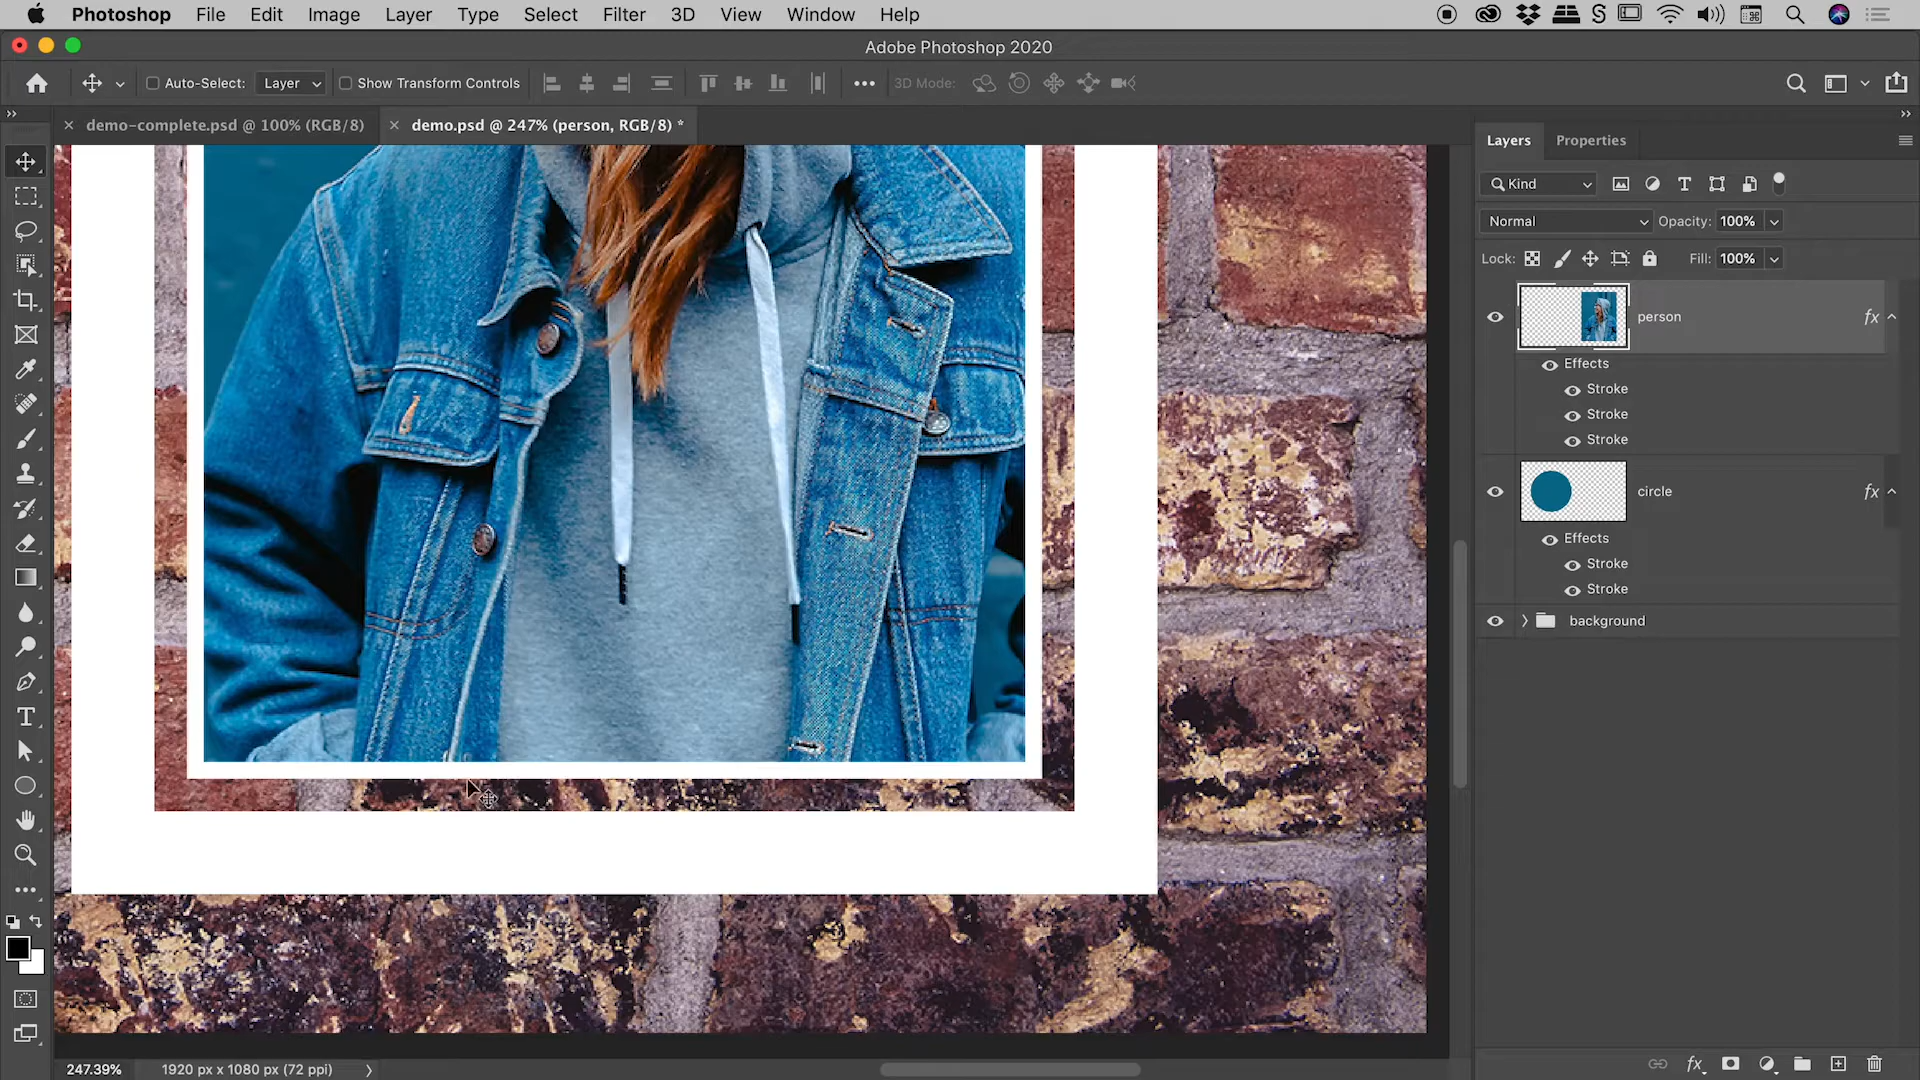 Photoshop File Edit Image Layer Type Select Filter 3D View Window Help
Adobe Photoshop 2020
Auto-Select: Layer Show Transform Controls 3D Mode:
demo-complete.psd @ 100% (RGB/8) demo.psd @ 247% (person, RGB/8) *
Layers Properties
Kind
Normal Opacity: 100%
Lock: Fill: 100%
person fx
Effects
Stroke
Stroke
Stroke
circle fx
Effects
Stroke
Stroke
background
247.39% 1920 px x 1080 px (72 ppi)
fx